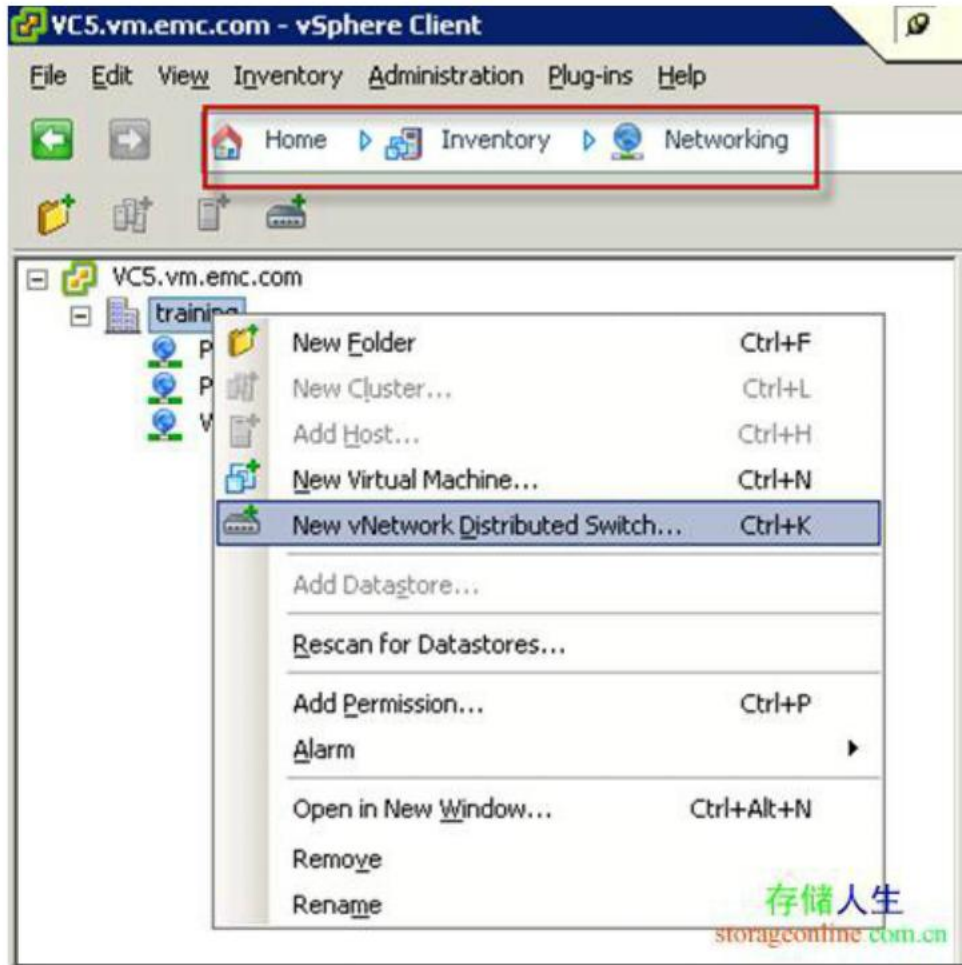 VC5.vm.emc.com - vSphere Client
File Edit View Inventory Administration Plug-ins Help
Home Inventory Networking
VC5.vm.emc.com
training
P
P
V
New Folder Ctrl+F
New Cluster... Ctrl+L
Add Host... Ctrl+H
New Virtual Machine... Ctrl+N
New vNetwork Distributed Switch... Ctrl+K
Add Datastore...
Rescan for Datastores...
Add Permission... Ctrl+P
Alarm
Open in New Window... Ctrl+Alt+N
Remove
Rename
存储人生
storageonline.com.cn